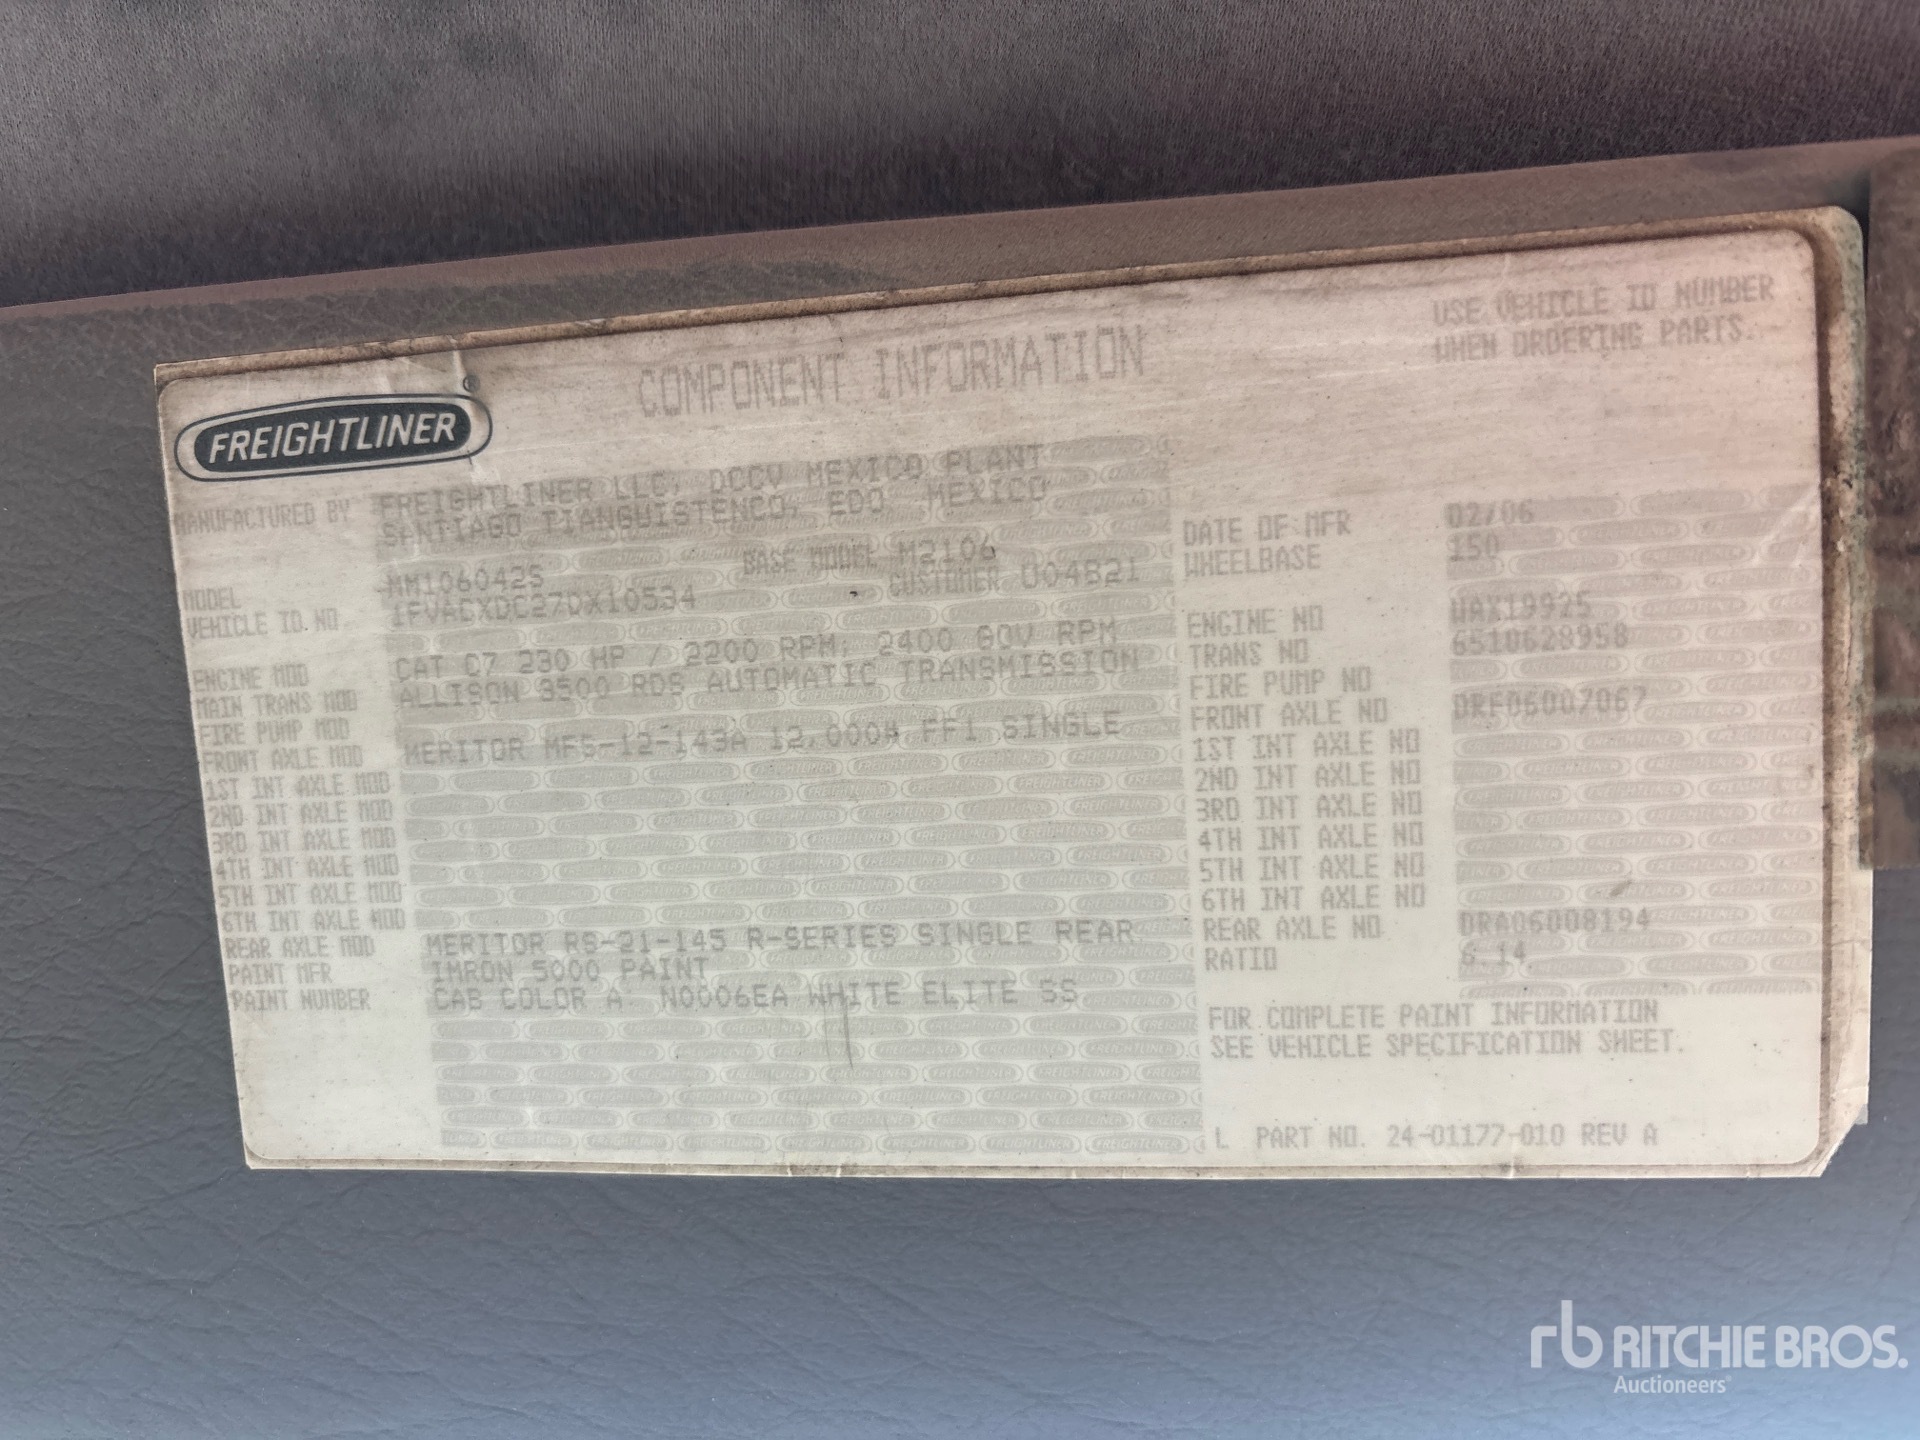 USE VEHICLE ID NUMBER
WHEN ORDERING PARTS.
COMPONENT INFORMATION
FREIGHTLINER®
MANUFACTURED BY FREIGHTLINER LLC, DCCV MEXICO PLANT
SANTIAGO TIANGUISTENCO, EDO. MEXICO
MODEL MM106042S BASE MODEL M2106
VEHICLE ID. NO 1FVACXDC27DX10534 CUSTOMER U04821
ENGINE MOD CAT C7 230 HP / 2200 RPM; 2400 GOV RPM
MAIN TRANS MOD ALLISON 3500 RDS AUTOMATIC TRANSMISSION
FIRE PUMP MOD
FRONT AXLE MOD MERITOR MFS-12-143A 12,000# FF1 SINGLE
1ST INT AXLE MOD
2ND INT AXLE MOD
3RD INT AXLE MOD
4TH INT AXLE MOD
5TH INT AXLE MOD
6TH INT AXLE MOD
REAR AXLE MOD MERITOR RS-21-145 R-SERIES SINGLE REAR
PAINT MFR IMRON 5000 PAINT
PAINT NUMBER CAB COLOR A: N0006EA WHITE ELITE SS
DATE OF MFR 02/06
WHEELBASE 150
ENGINE NO WAX19925
TRANS NO 6510628958
FIRE PUMP NO
FRONT AXLE NO DRF06007067
1ST INT AXLE NO
2ND INT AXLE NO
3RD INT AXLE NO
4TH INT AXLE NO
5TH INT AXLE NO
6TH INT AXLE NO
REAR AXLE NO DRA06008194
RATIO 6.14
FOR COMPLETE PAINT INFORMATION
SEE VEHICLE SPECIFICATION SHEET.
L PART NO. 24-01177-010 REV A
rb RITCHIE BROS.
Auctioneers